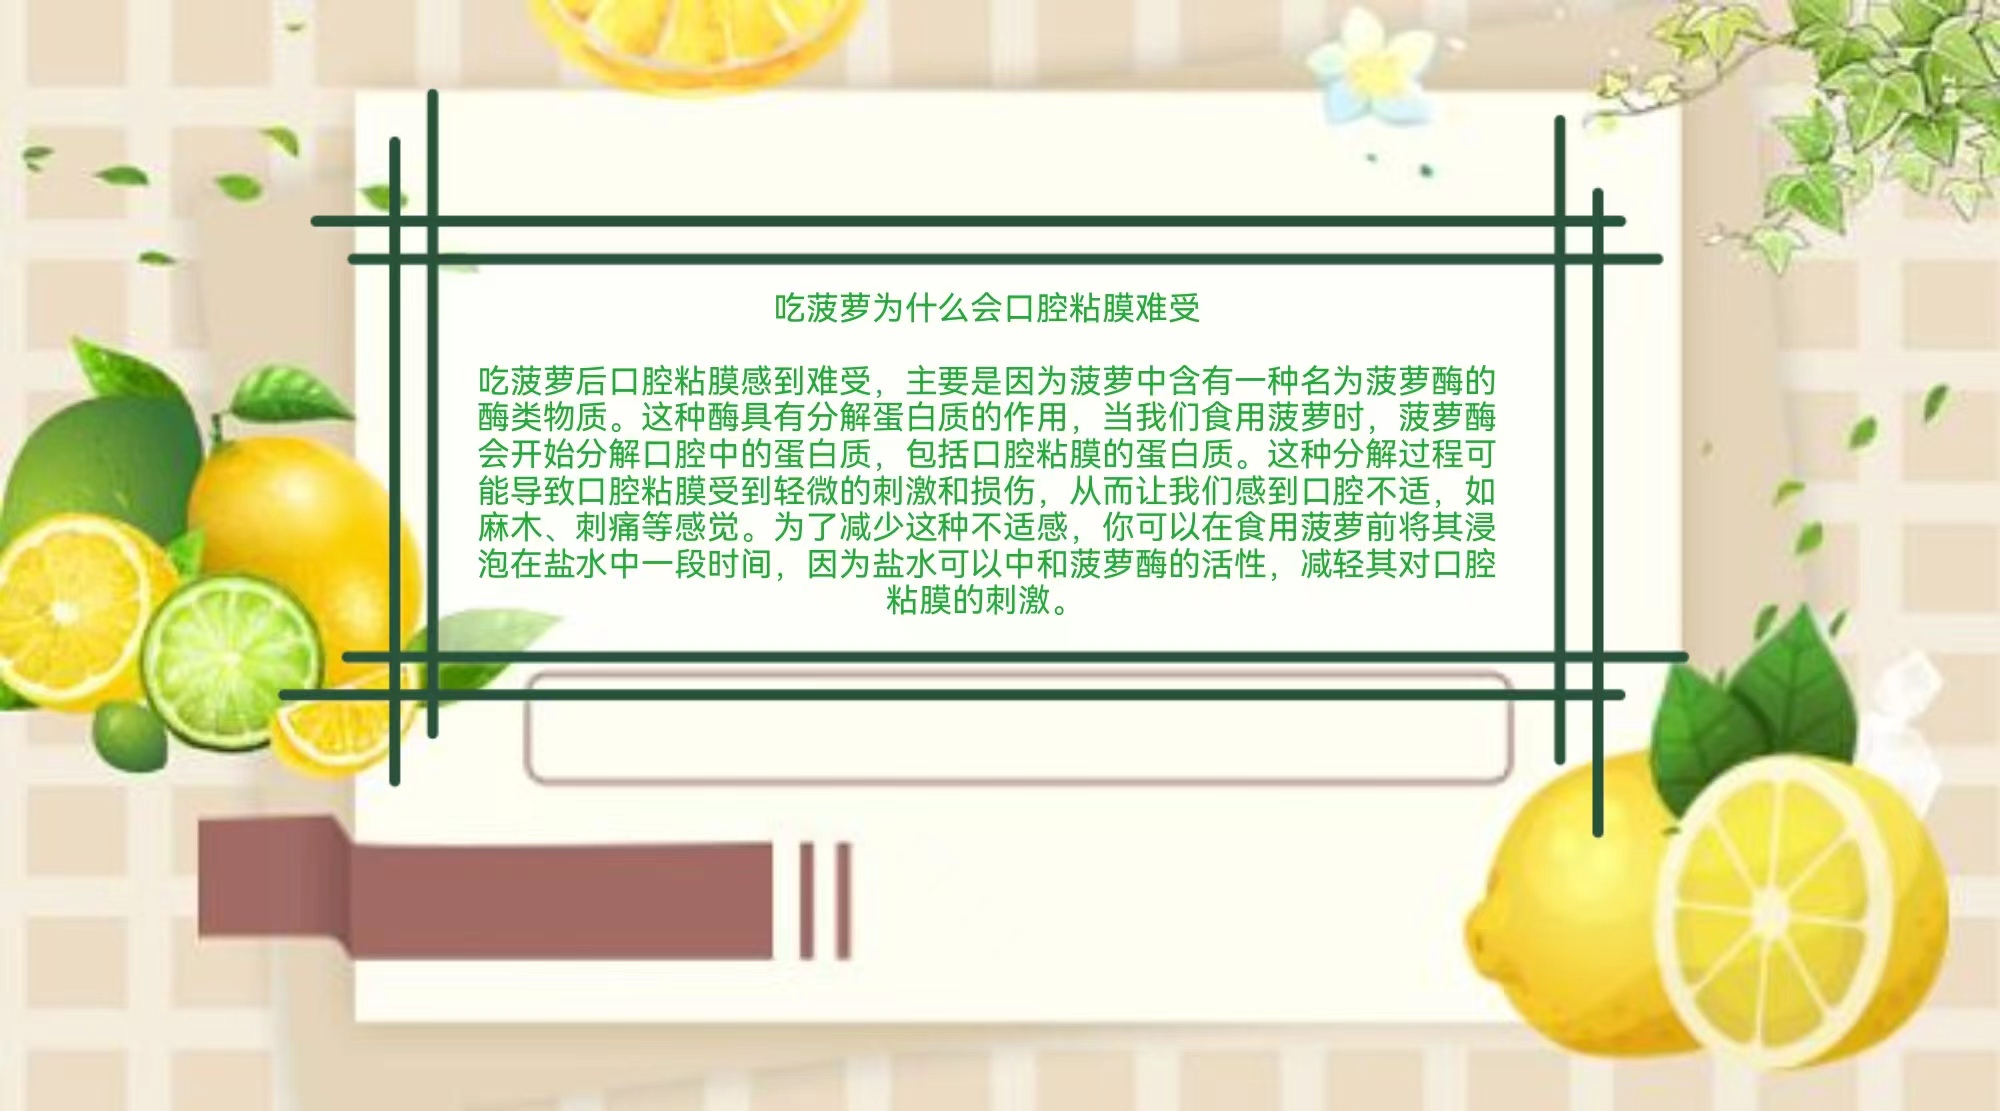 吃菠萝为什么会口腔粘膜难受
吃菠萝后口腔粘膜感到难受，主要是因为菠萝中含有一种名为菠萝酶的
酶类物质。这种酶具有分解蛋白质的作用，当我们食用菠萝时，菠萝酶
会开始分解口腔中的蛋白质，包括口腔粘膜的蛋白质。这种分解过程可
能导致口腔粘膜受到轻微的刺激和损伤，从而让我们感到口腔不适，如
麻木、刺痛等感觉。为了减少这种不适感，你可以在食用菠萝前将其浸
泡在盐水中一段时间，因为盐水可以中和菠萝酶的活性，减轻其对口腔
粘膜的刺激。